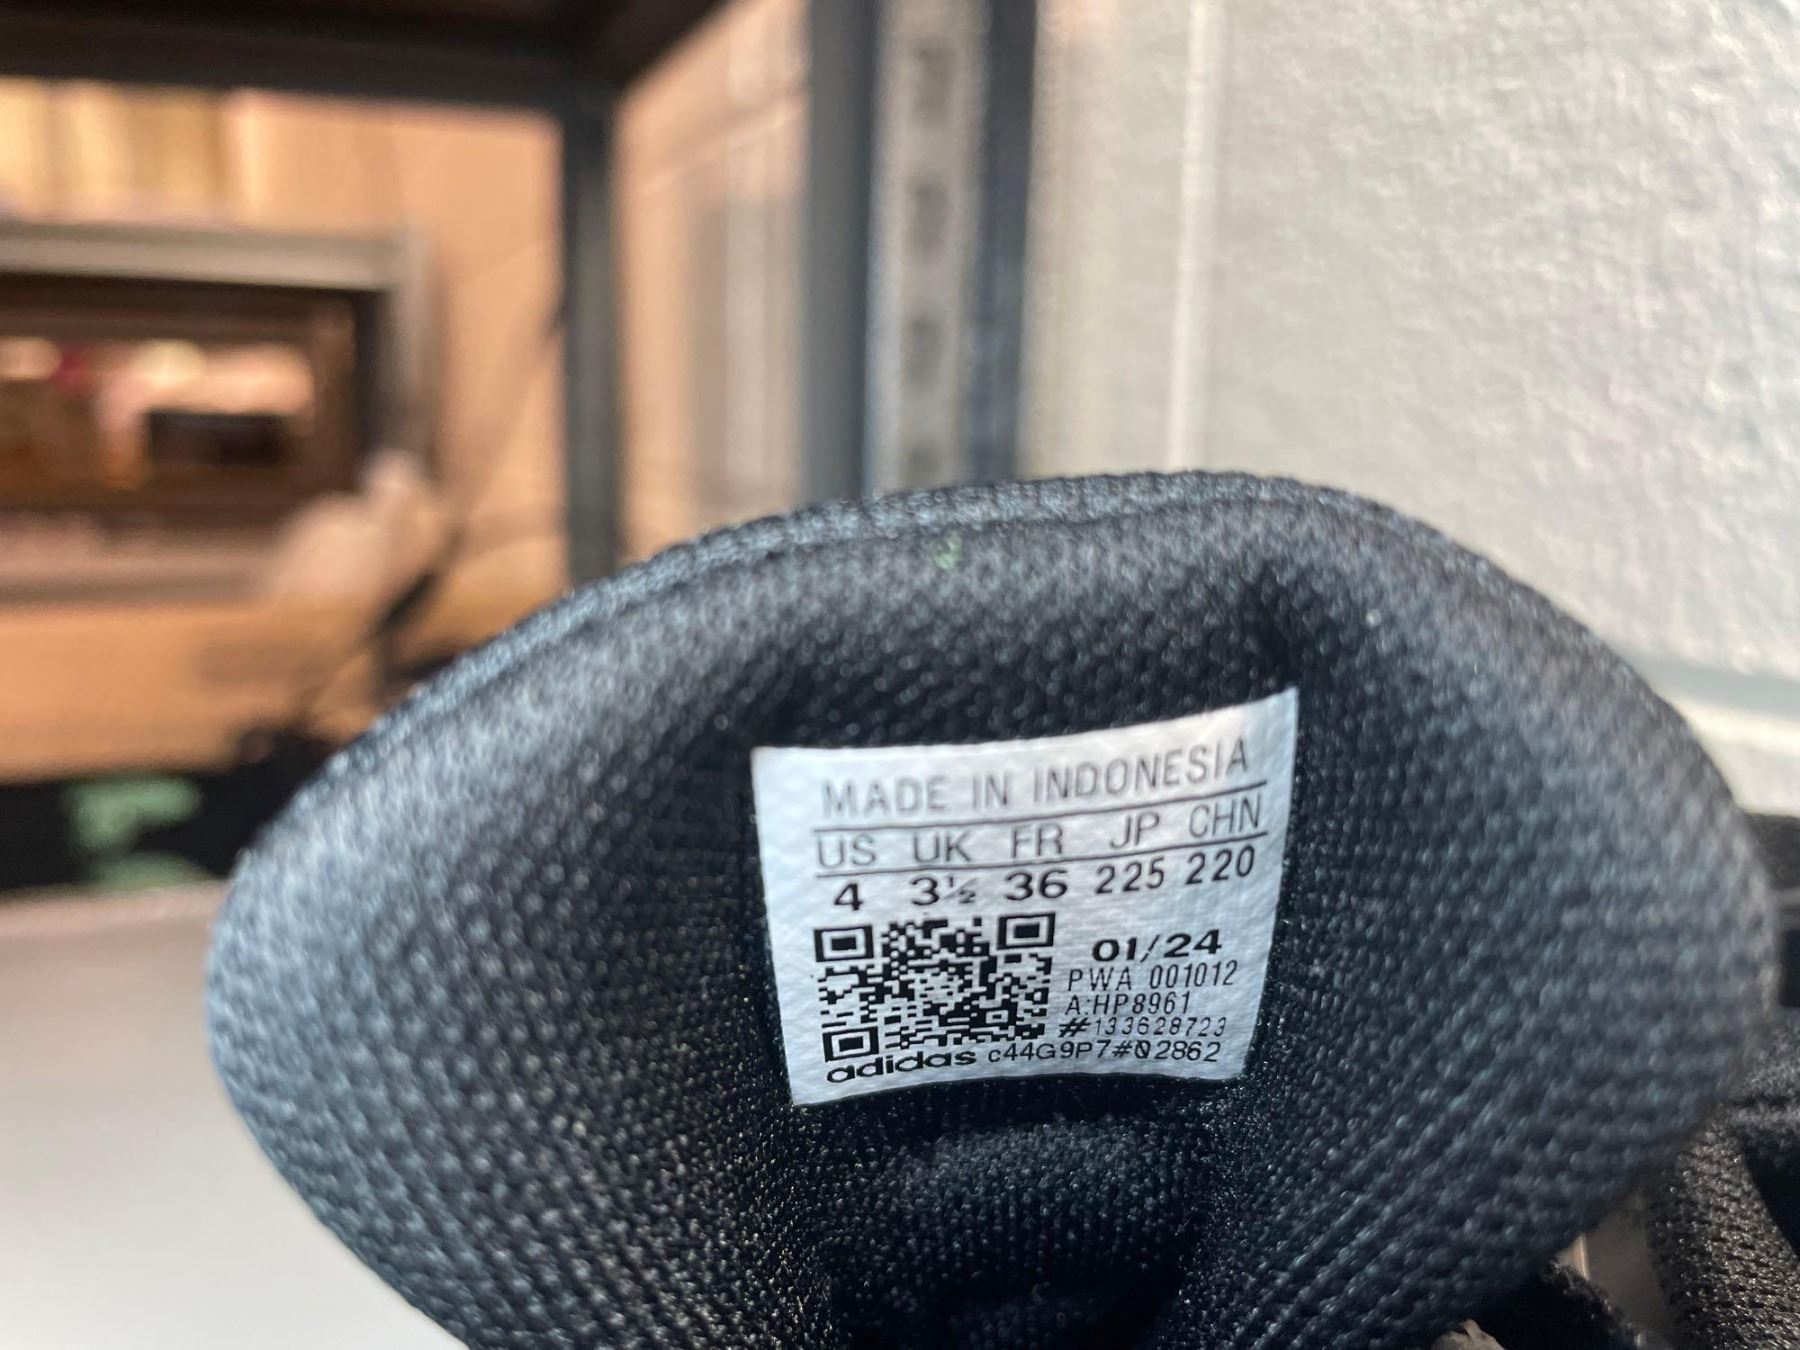 MADE IN INDONESIA
US UK FR JP CHN
4 3½ 36 225 220
01/24
PWA 001012
A:HP8961
#133628723
adidas c44G9P7#02862